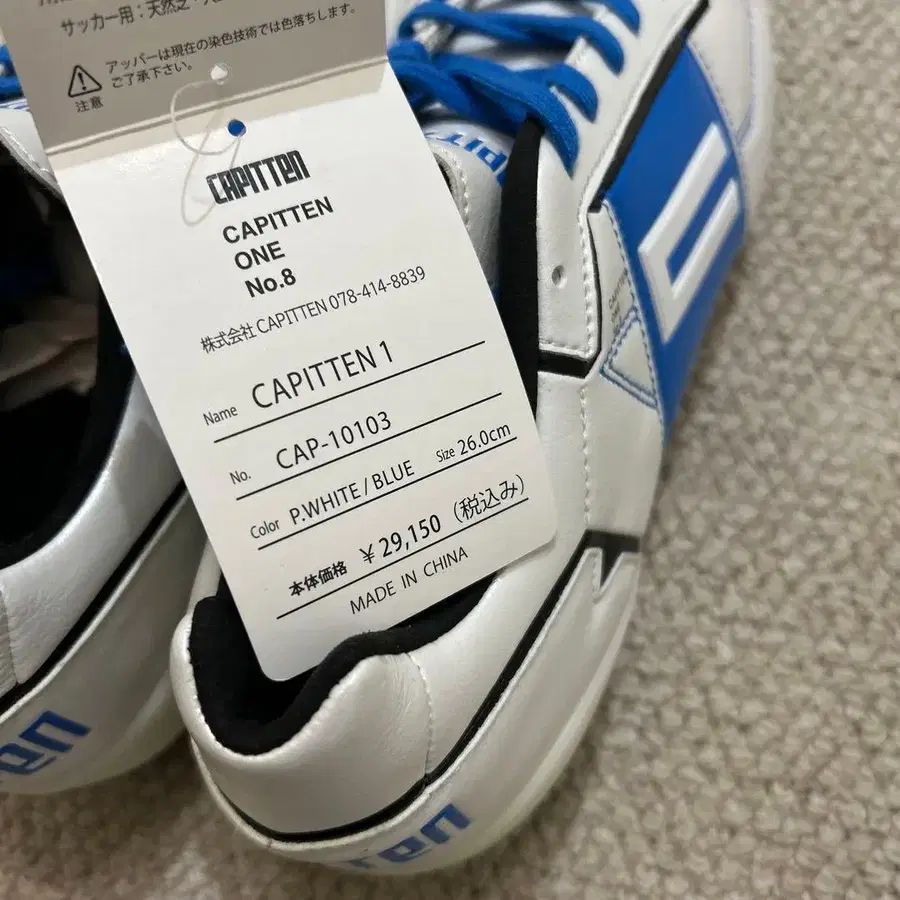 サッカー用:天然芝・
アッパーは現在の染色技術では色落ちします。
ご了承下さい。
注意
CAPITTEN
CAPITTEN
ONE
No.8
株式会社 CAPITTEN 078-414-8839
Name CAPITTEN 1
No. CAP-10103
Color P.WHITE/BLUE Size 26.0cm
本体価格 ¥29,150(税込み)
MADE IN CHINA
CAPITTEN
ONE